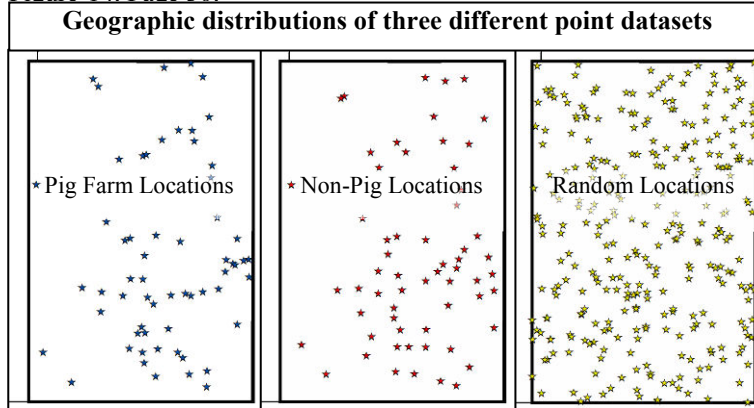 Geographic distributions of three different point datasets
Pig Farm Locations
Non-Pig Locations
Random Locations